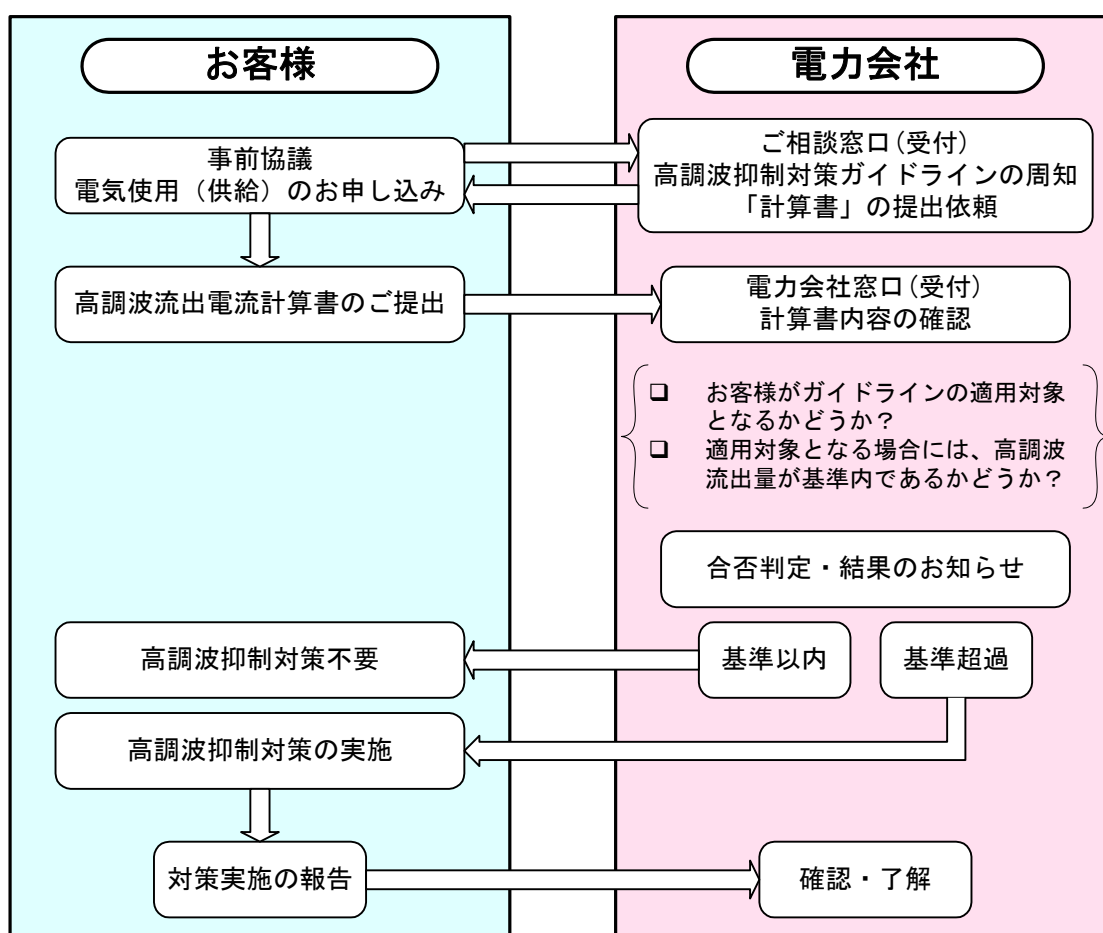 お客様
電力会社
事前協議
電気使用（供給）のお申し込み
ご相談窓口（受付）
高調波抑制対策ガイドラインの周知
「計算書」の提出依頼
高調波流出電流計算書のご提出
電力会社窓口（受付）
計算書内容の確認
❑ お客様がガイドラインの適用対象
となるかどうか？
❑ 適用対象となる場合には、高調波
流出量が基準内であるかどうか？
合否判定・結果のお知らせ
高調波抑制対策不要
基準以内
基準超過
高調波抑制対策の実施
対策実施の報告
確認・了解